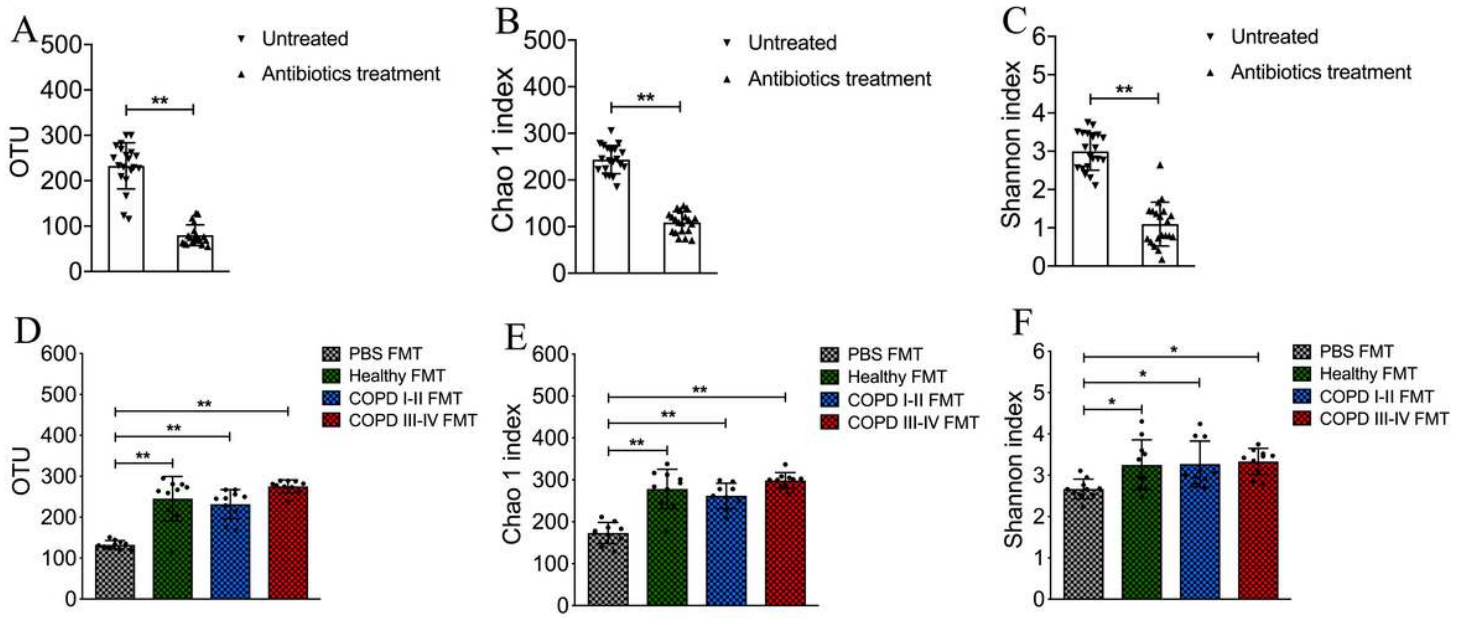 A
OTU
500
400
300
200
100
0
**
Untreated
Antibiotics treatment
B
Chao 1 index
500
400
300
200
100
0
**
Untreated
Antibiotics treatment
C
Shannon index
6
5
4
3
2
1
0
**
Untreated
Antibiotics treatment
D
OTU
600
500
400
300
200
100
0
**
**
**
PBS FMT
Healthy FMT
COPD I-II FMT
COPD III-IV FMT
E
Chao 1 index
600
500
400
300
200
100
0
**
**
**
PBS FMT
Healthy FMT
COPD I-II FMT
COPD III-IV FMT
F
Shannon index
6
5
4
3
2
1
0
*
*
*
PBS FMT
Healthy FMT
COPD I-II FMT
COPD III-IV FMT